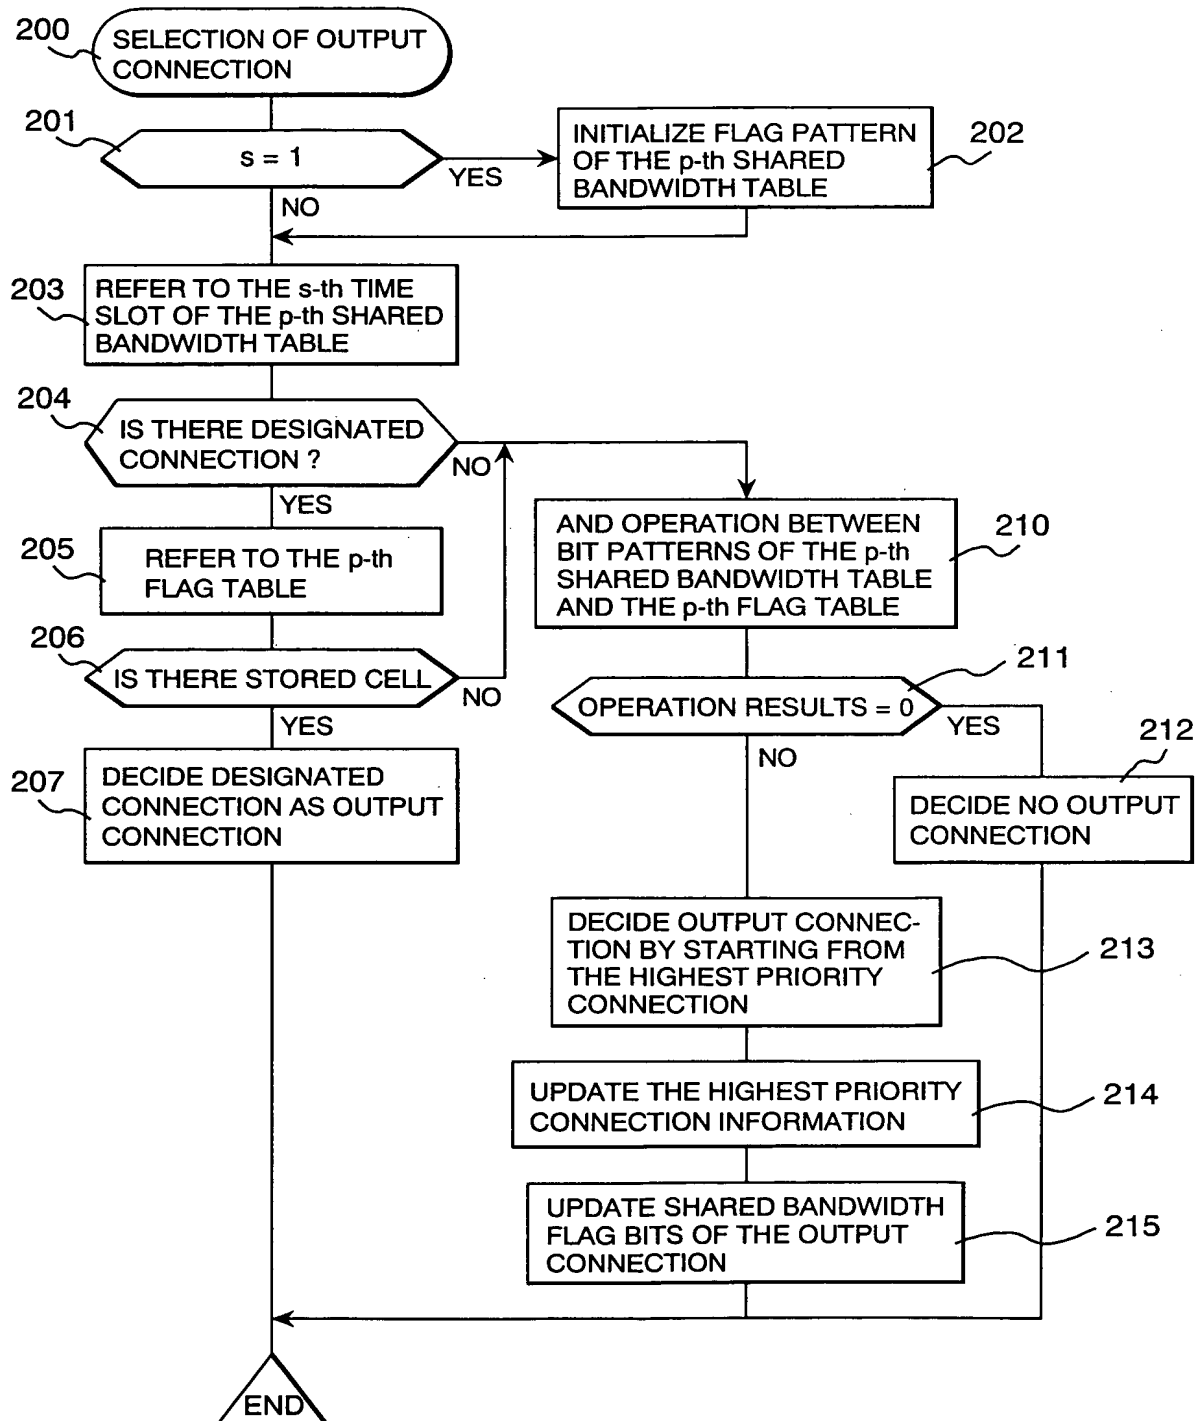 200
SELECTION OF OUTPUT
CONNECTION
201
s = 1
YES
NO
INITIALIZE FLAG PATTERN
OF THE p-th SHARED
BANDWIDTH TABLE
202
203
REFER TO THE s-th TIME
SLOT OF THE p-th SHARED
BANDWIDTH TABLE
204
IS THERE DESIGNATED
CONNECTION ?
NO
YES
205
REFER TO THE p-th
FLAG TABLE
206
IS THERE STORED CELL
NO
YES
207
DECIDE DESIGNATED
CONNECTION AS OUTPUT
CONNECTION
AND OPERATION BETWEEN
BIT PATTERNS OF THE p-th
SHARED BANDWIDTH TABLE
AND THE p-th FLAG TABLE
210
211
OPERATION RESULTS = 0
YES
NO
212
DECIDE NO OUTPUT
CONNECTION
DECIDE OUTPUT CONNEC-
TION BY STARTING FROM
THE HIGHEST PRIORITY
CONNECTION
213
UPDATE THE HIGHEST PRIORITY
CONNECTION INFORMATION
214
UPDATE SHARED BANDWIDTH
FLAG BITS OF THE OUTPUT
CONNECTION
215
END